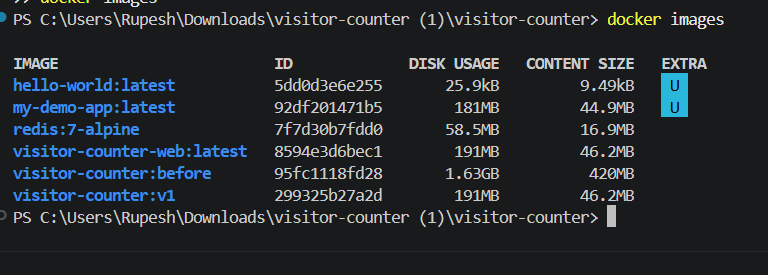 >> docker images
PS C:\Users\Rupesh\Downloads\visitor-counter (1)\visitor-counter> docker images
IMAGE ID DISK USAGE CONTENT SIZE EXTRA
hello-world:latest 5dd0d3e6e255 25.9kB 9.49kB U
my-demo-app:latest 92df201471b5 181MB 44.9MB U
redis:7-alpine 7f7d30b7fdd0 58.5MB 16.9MB
visitor-counter-web:latest 8594e3d6bec1 191MB 46.2MB
visitor-counter:before 95fc1118fd28 1.63GB 420MB
visitor-counter:v1 299325b27a2d 191MB 46.2MB
PS C:\Users\Rupesh\Downloads\visitor-counter (1)\visitor-counter>